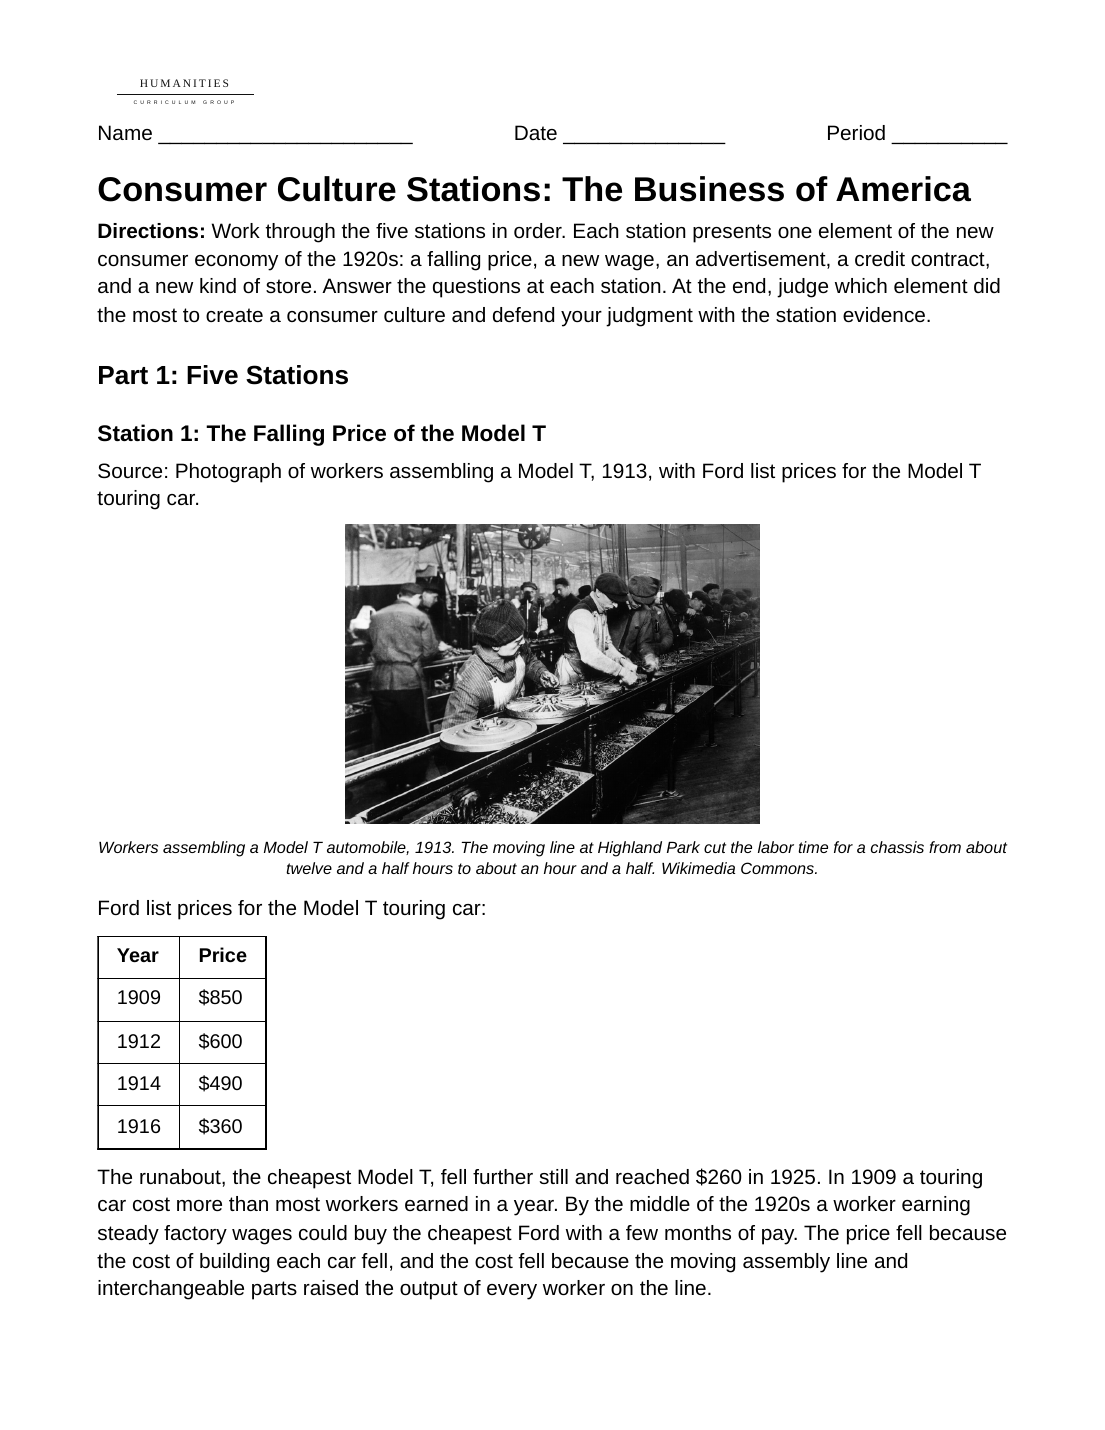 HUMANITIES
CURRICULUM GROUP
Name ______________________ Date ______________ Period __________
Consumer Culture Stations: The Business of America
Directions: Work through the five stations in order. Each station presents one element of the new
consumer economy of the 1920s: a falling price, a new wage, an advertisement, a credit contract,
and a new kind of store. Answer the questions at each station. At the end, judge which element did
the most to create a consumer culture and defend your judgment with the station evidence.
Part 1: Five Stations
Station 1: The Falling Price of the Model T
Source: Photograph of workers assembling a Model T, 1913, with Ford list prices for the Model T
touring car.
Workers assembling a Model T automobile, 1913. The moving line at Highland Park cut the labor time for a chassis from about
twelve and a half hours to about an hour and a half. Wikimedia Commons.
Ford list prices for the Model T touring car:
Year Price
1909 $850
1912 $600
1914 $490
1916 $360
The runabout, the cheapest Model T, fell further still and reached $260 in 1925. In 1909 a touring
car cost more than most workers earned in a year. By the middle of the 1920s a worker earning
steady factory wages could buy the cheapest Ford with a few months of pay. The price fell because
the cost of building each car fell, and the cost fell because the moving assembly line and
interchangeable parts raised the output of every worker on the line.